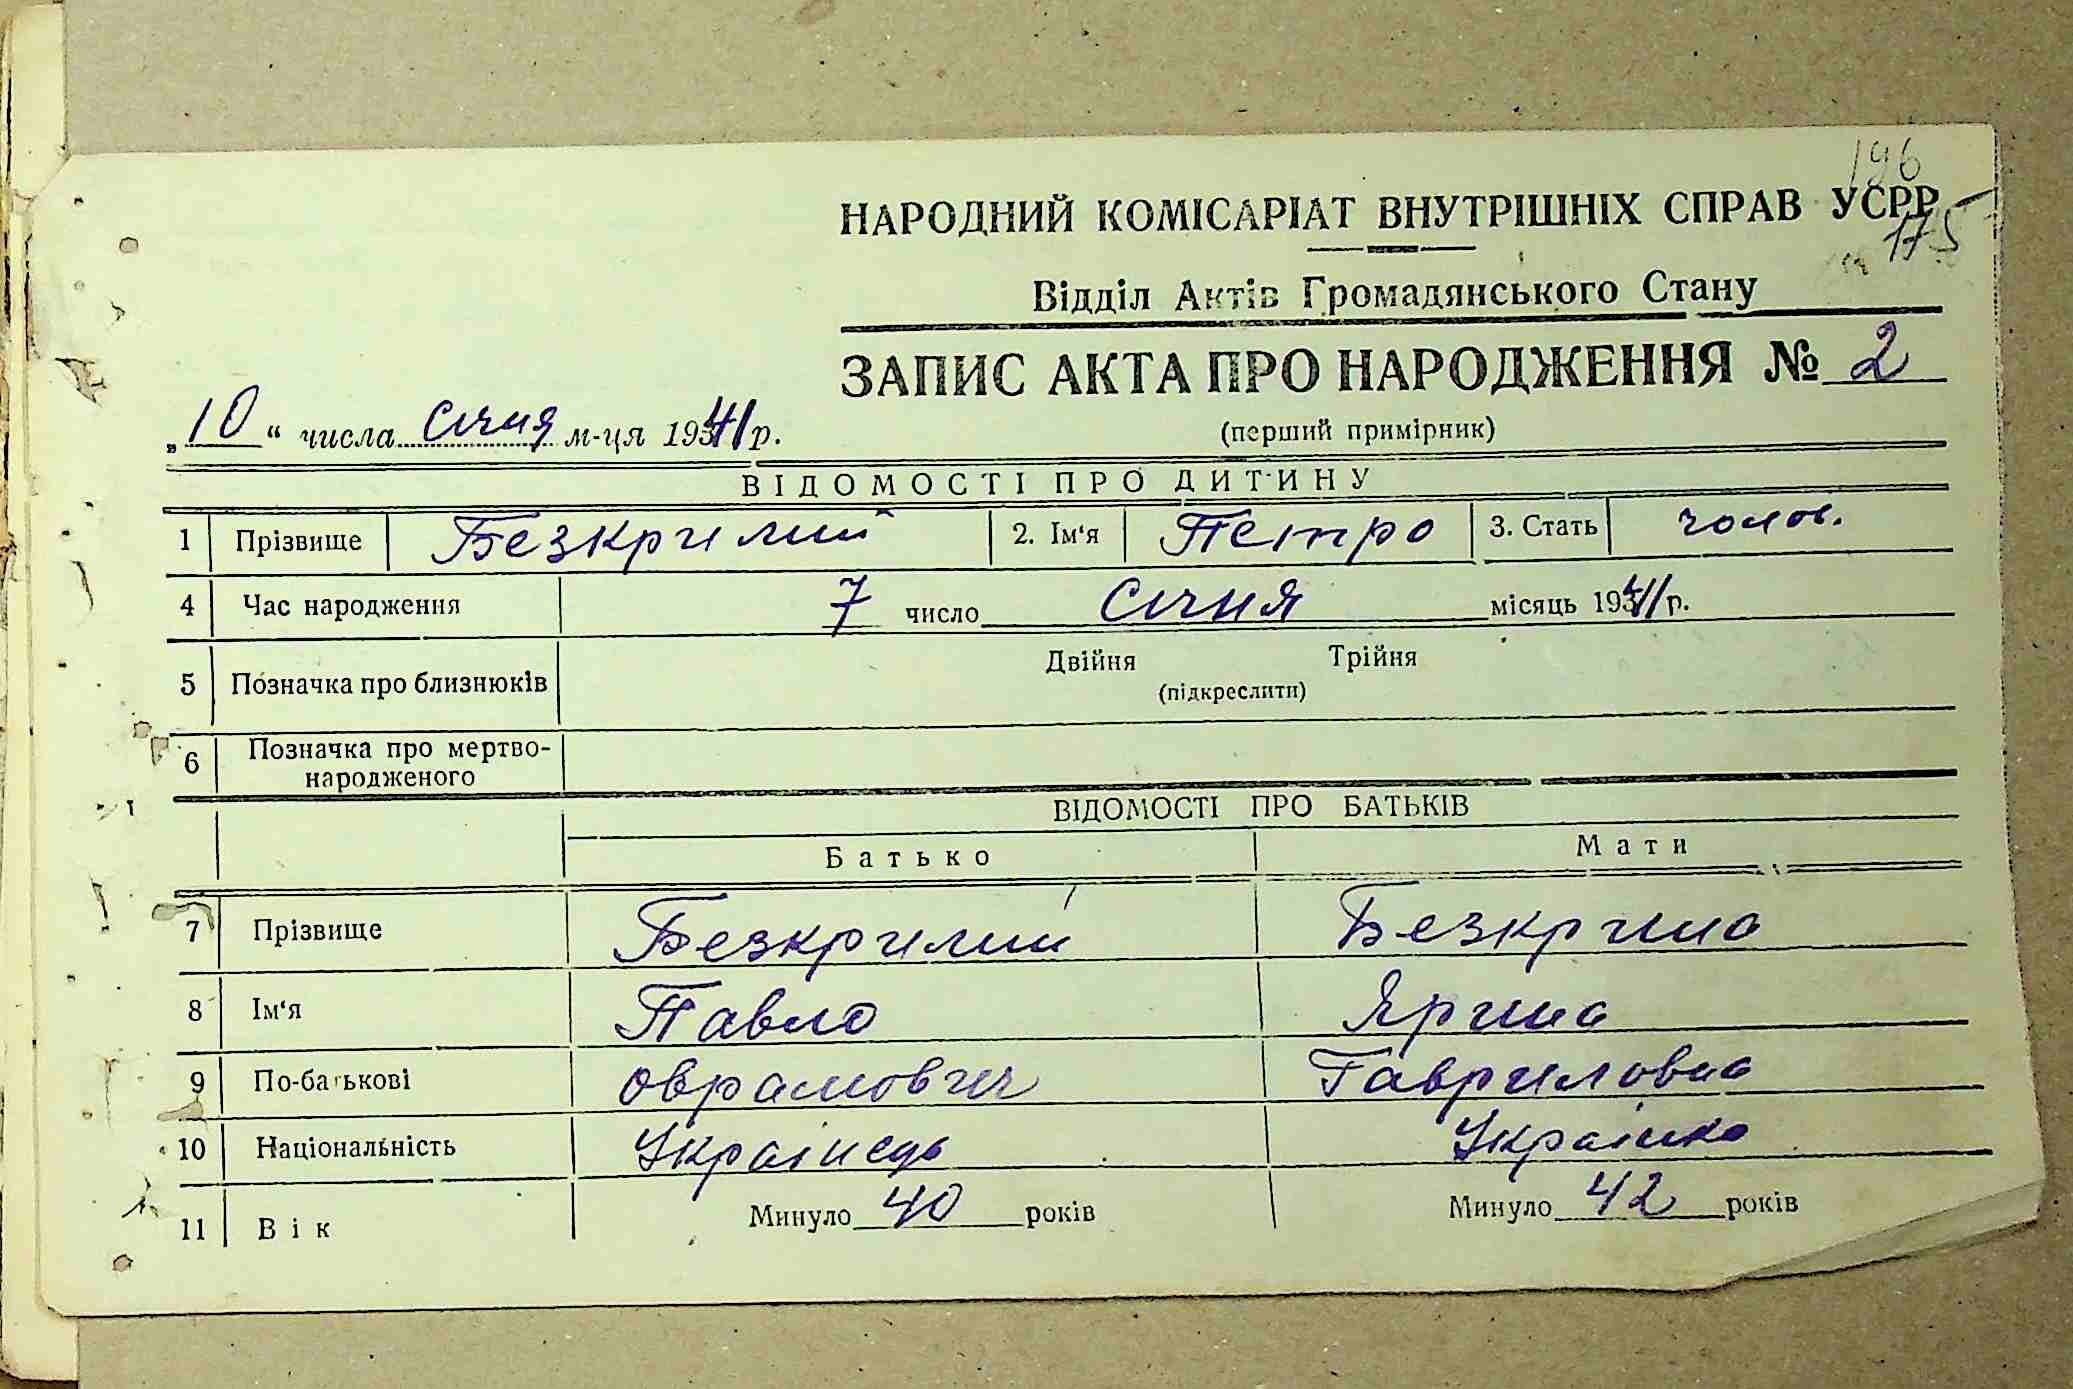 196
НАРОДНИЙ КОМІСАРІАТ ВНУТРІШНІХ СПРАВ УСРР
175
Відділ Актів Громадянського Стану
ЗАПИС АКТА ПРО НАРОДЖЕННЯ № 2
„10“ числа січня м-ця 1941 р.
(перший примірник)
ВІДОМОСТІ ПРО ДИТИНУ
1 Прізвище Безкрилий 2. Ім‘я Петро 3. Стать чолов.
4 Час народження 7 число січня місяць 1941 р.
5 Позначка про близнюків Двійня Трійня
(підкреслити)
6 Позначка про мертво-
народженого
ВІДОМОСТІ ПРО БАТЬКІВ
Батько Мати
7 Прізвище Безкрилий Безкрила
8 Ім‘я Павло Ярина
9 По-батькові Оврамович Гавриловна
10 Національність Українець Українка
11 Вік Минуло 40 років Минуло 42 років